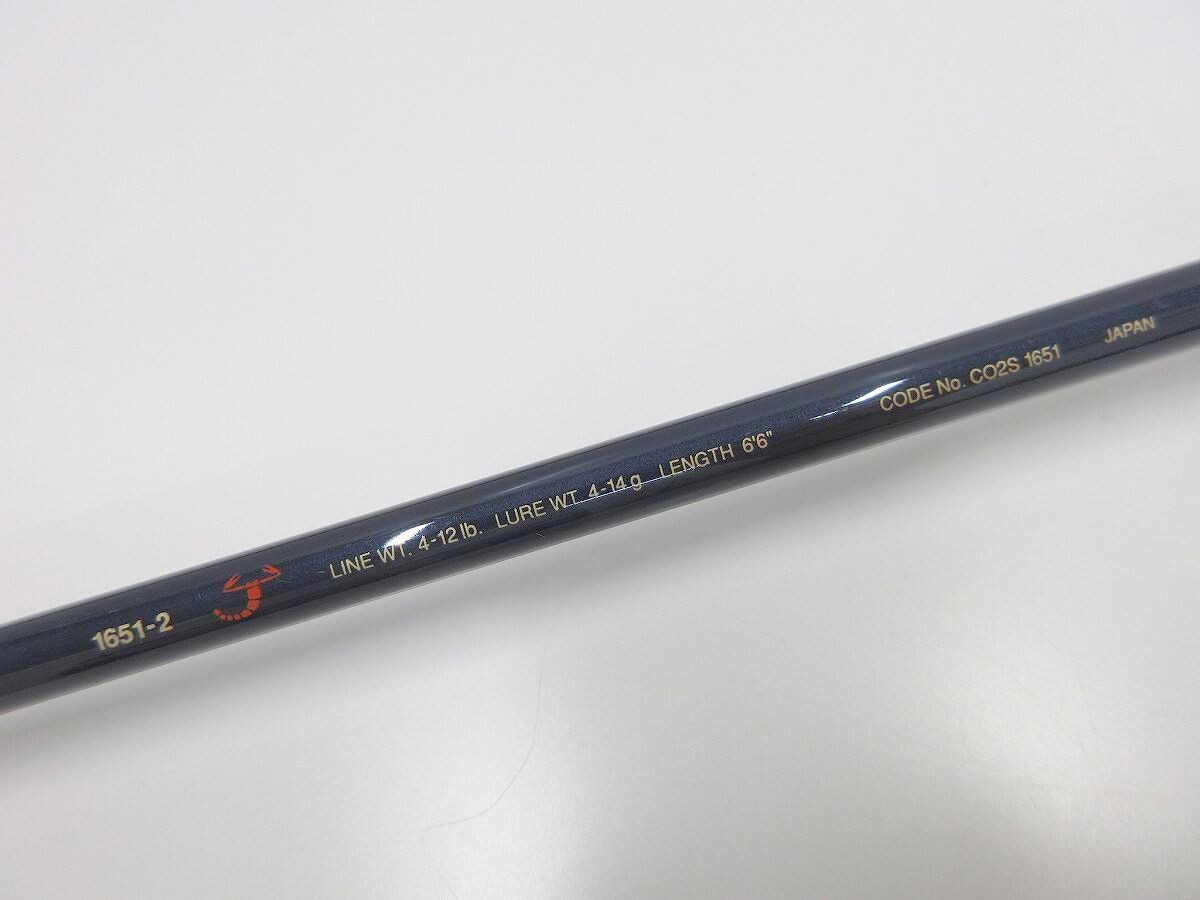 1651-2 LINE WT. 4-12 lb. LURE WT. 4-14 g LENGTH 6'6" CODE No. CO2S 1651 JAPAN